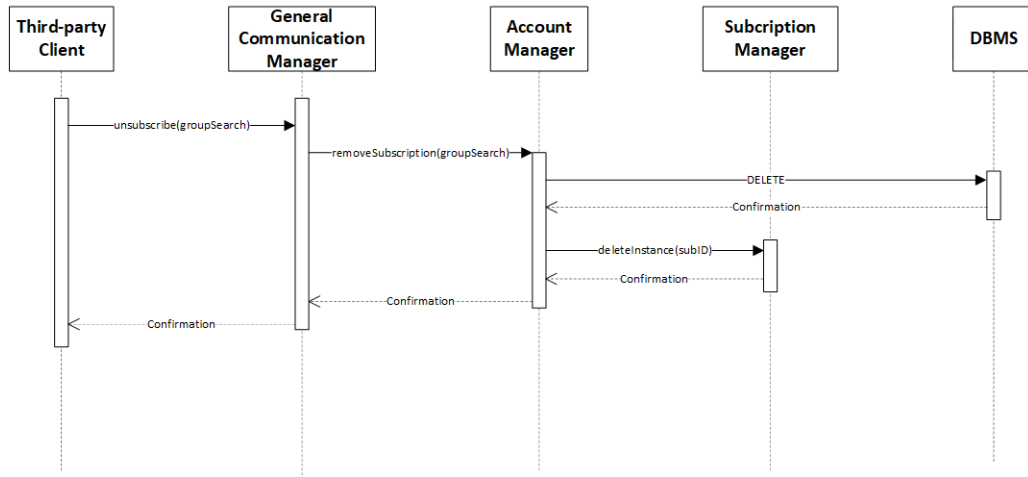 Third-party
Client
General
Communication
Manager
Account
Manager
Subcription
Manager
DBMS
unsubscribe(groupSearch)
removeSubscription(groupSearch)
DELETE
Confirmation
deleteInstance(subID)
Confirmation
Confirmation
Confirmation